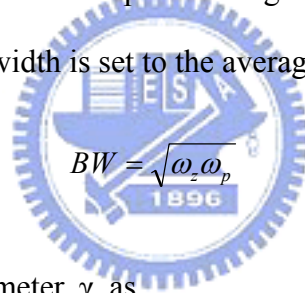 width is set to the averag
E S A
BW = √ω_z ω_p
1896
meter γ as